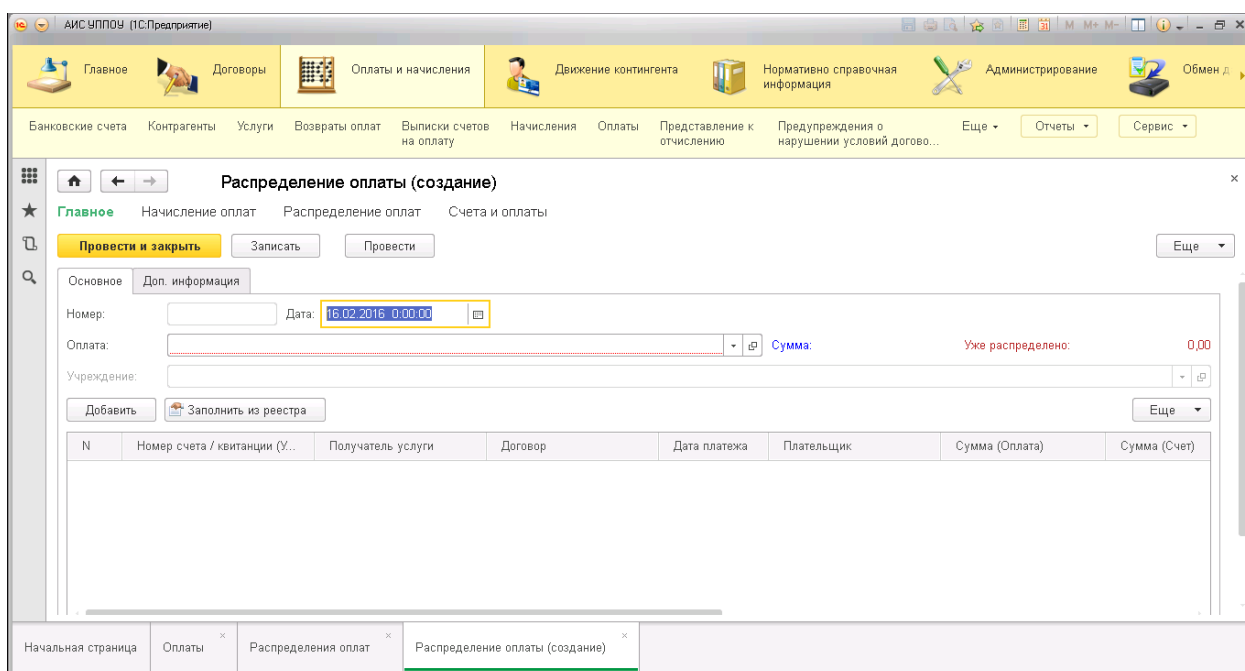 АИС УППОУ (1С:Предприятие)
M M+ M-
Главное
Договоры
Оплаты и начисления
Движение контингента
Нормативно справочная
информация
Администрирование
Обмен д
Банковские счета
Контрагенты
Услуги
Возвраты оплат
Выписки счетов
на оплату
Начисления
Оплаты
Представление к
отчислению
Предупреждения о
нарушении условий догово...
Еще
Отчеты
Сервис
Распределение оплаты (создание)
Главное
Начисление оплат
Распределение оплат
Счета и оплаты
Провести и закрыть
Записать
Провести
Еще
Основное
Доп. информация
Номер:
Дата: 16.02.2016 0:00:00
Оплата:
Сумма:
Уже распределено: 0,00
Учреждение:
Добавить
Заполнить из реестра
Еще
N
Номер счета / квитанции (У...
Получатель услуги
Договор
Дата платежа
Плательщик
Сумма (Оплата)
Сумма (Счет)
Начальная страница
Оплаты
Распределения оплат
Распределение оплаты (создание)